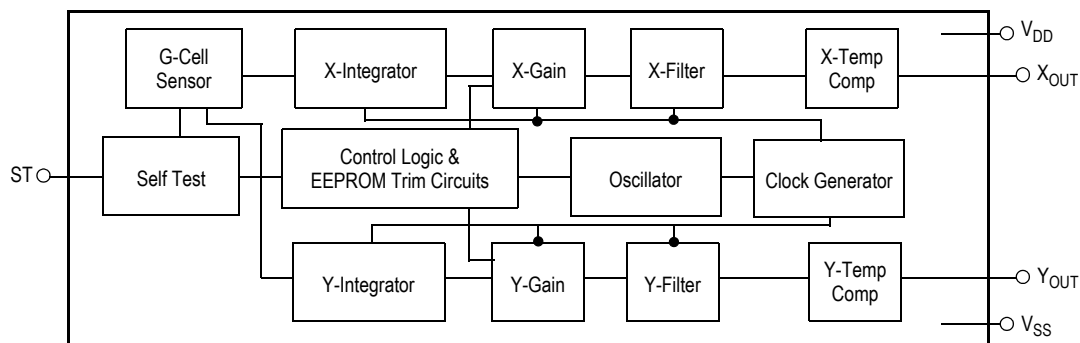 G-Cell
Sensor
X-Integrator
X-Gain
X-Filter
X-Temp
Comp
VDD
XOUT
ST
Self Test
Control Logic &
EEPROM Trim Circuits
Oscillator
Clock Generator
Y-Integrator
Y-Gain
Y-Filter
Y-Temp
Comp
YOUT
VSS